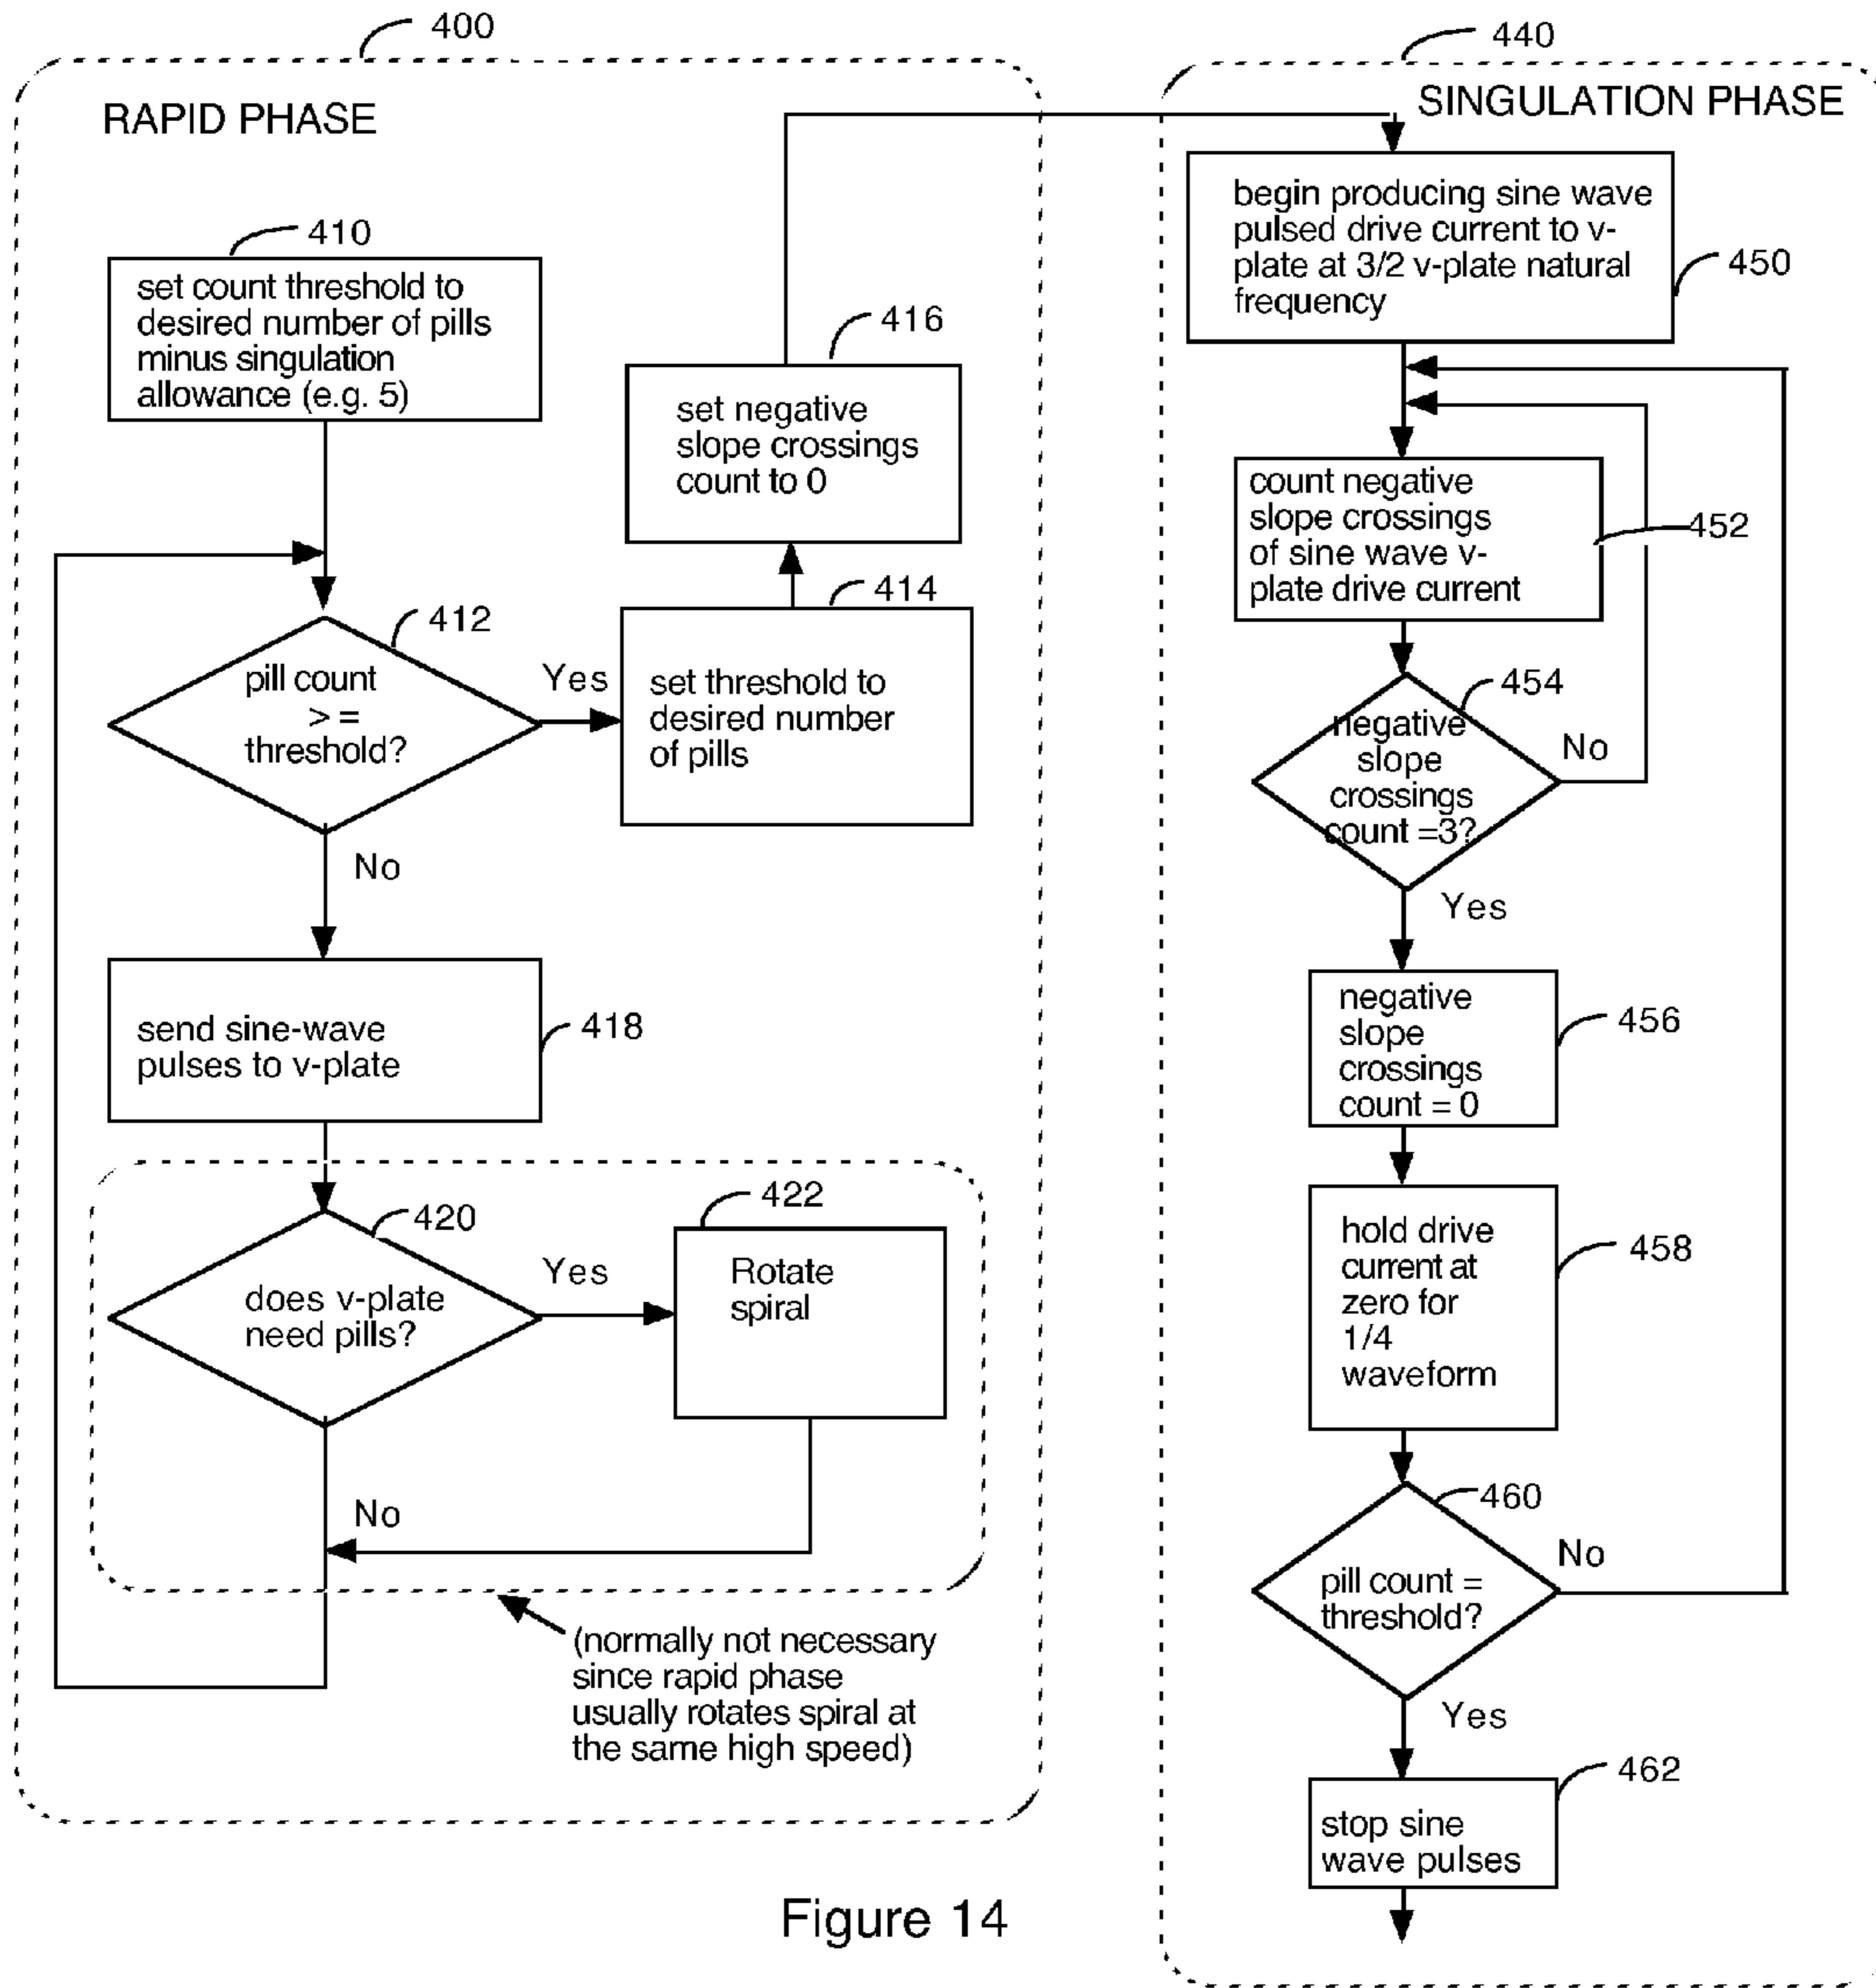 400
RAPID PHASE
410
set count threshold to
desired number of pills
minus singulation
allowance (e.g. 5)
416
set negative
slope crossings
count to 0
412
pill count
> =
threshold?
Yes
No
414
set threshold to
desired number
of pills
418
send sine-wave
pulses to v-plate
420
does v-plate
need pills?
Yes
No
422
Rotate
spiral
(normally not necessary
since rapid phase
usually rotates spiral at
the same high speed)
440
SINGULATION PHASE
begin producing sine wave
pulsed drive current to v-
plate at 3/2 v-plate natural
frequency
450
count negative
slope crossings
of sine wave v-
plate drive current
452
454
negative
slope
crossings
count =3?
No
Yes
negative
slope
crossings
count = 0
456
hold drive
current at
zero for
1/4
waveform
458
460
pill count =
threshold?
No
Yes
462
stop sine
wave pulses
Figure 14